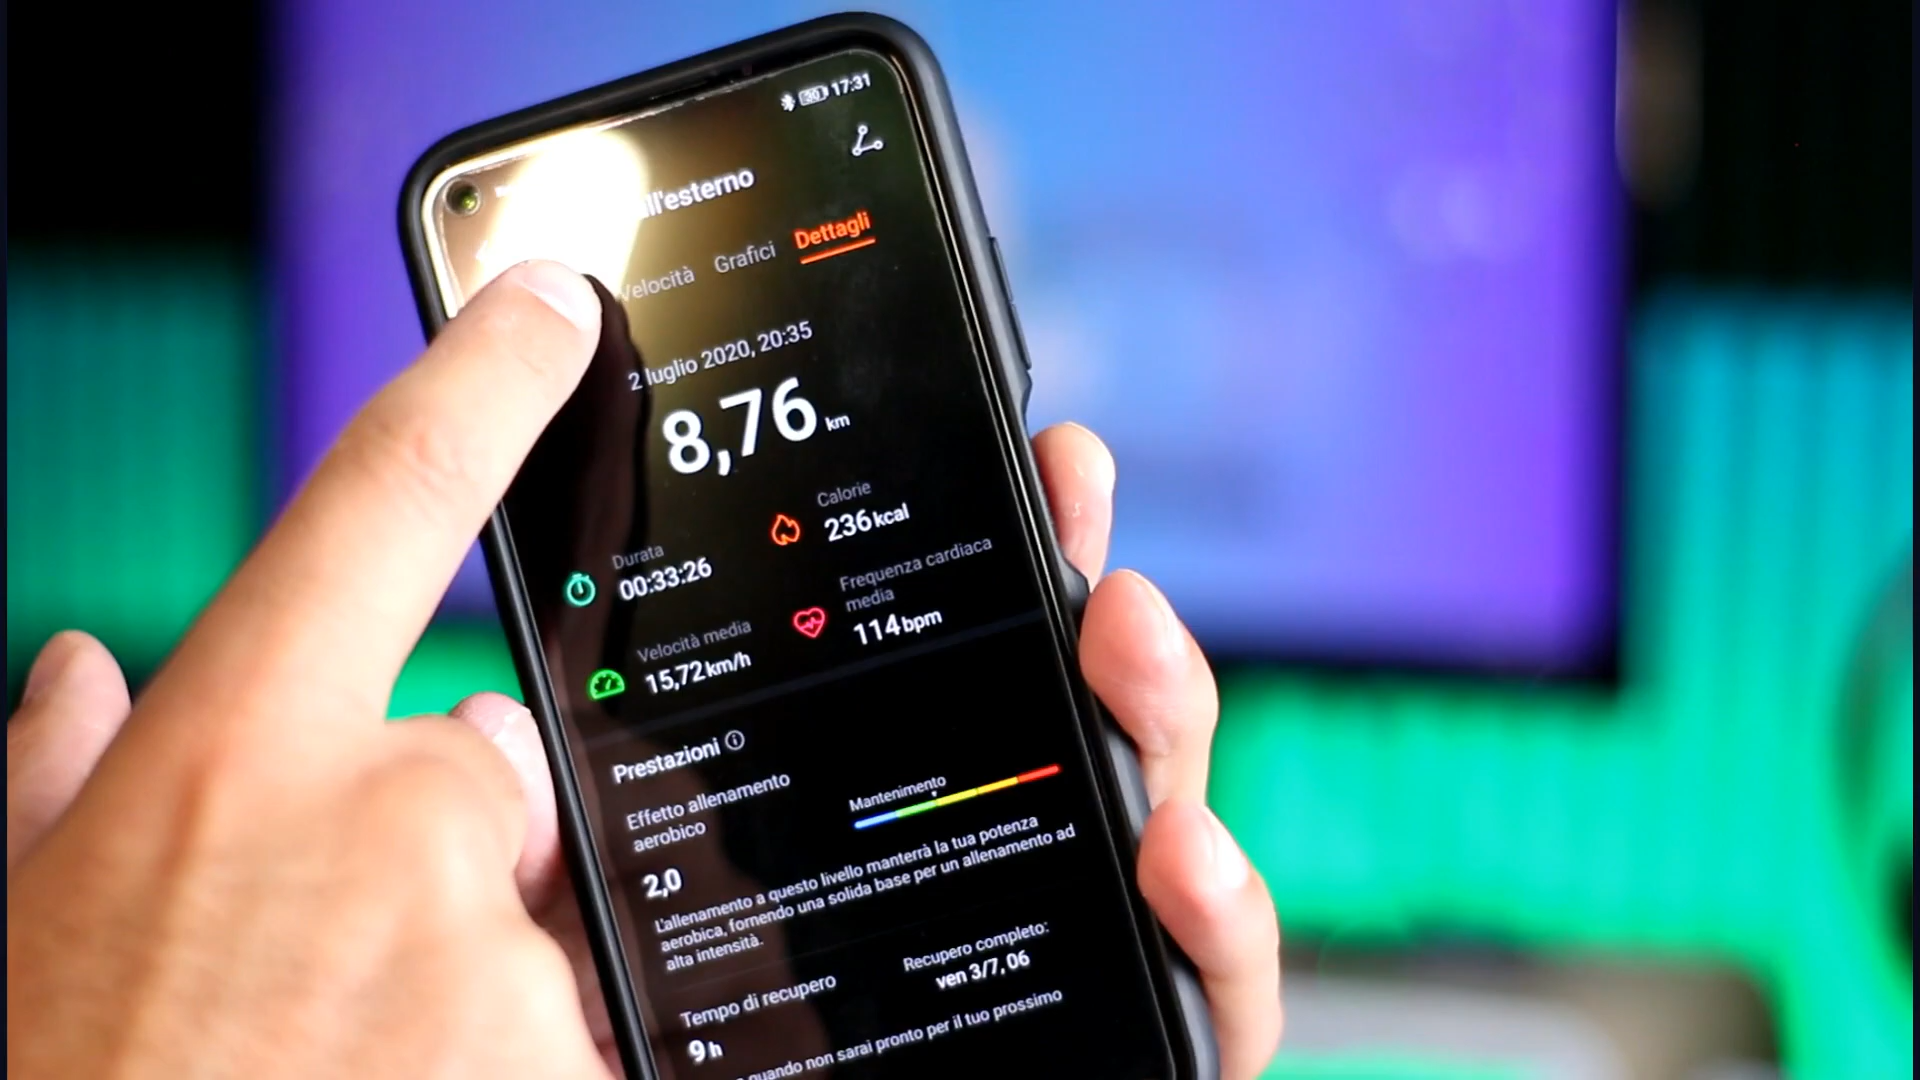 30 17:31
ll'esterno
Velocità Grafici Dettagli
2 luglio 2020, 20:35
8,76 km
Durata
00:33:26
Calorie
236 kcal
Velocità media
15,72 km/h
Frequenza cardiaca
media
114 bpm
Prestazioni
Effetto allenamento
aerobico
2,0
Mantenimento
L'allenamento a questo livello manterrà la tua potenza
aerobica, fornendo una solida base per un allenamento ad
alta intensità.
Tempo di recupero
9 h
Recupero completo:
ven 3/7, 06
quando non sarai pronto per il tuo prossimo